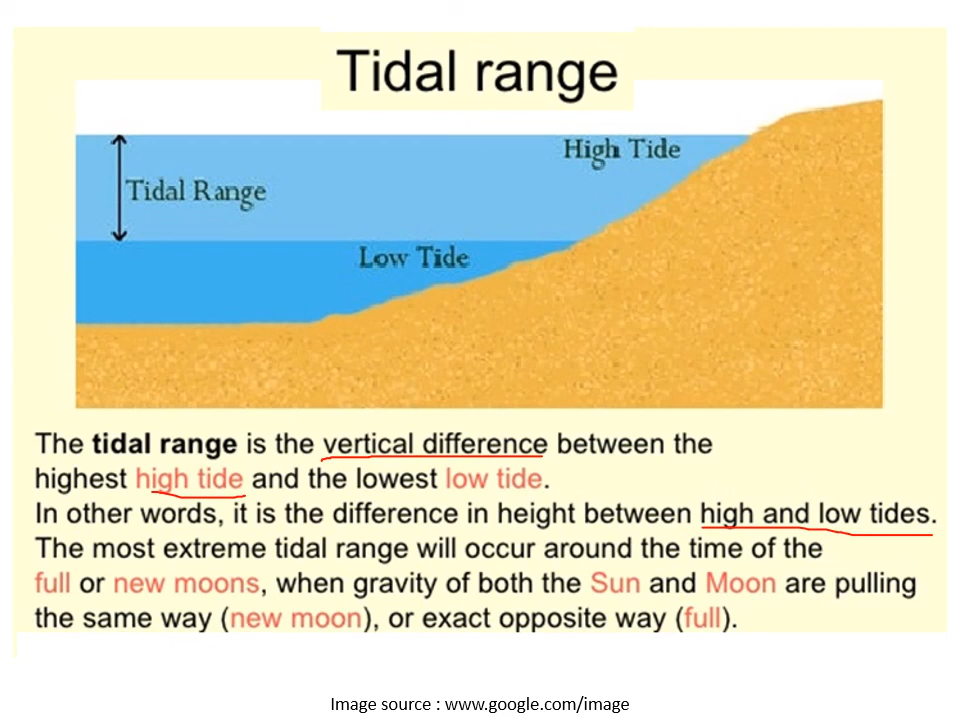 Tidal range
High Tide
Tidal Range
Low Tide
The tidal range is the vertical difference between the
highest high tide and the lowest low tide.
In other words, it is the difference in height between high and low tides.
The most extreme tidal range will occur around the time of the
full or new moons, when gravity of both the Sun and Moon are pulling
the same way (new moon), or exact opposite way (full).
Image source : www.google.com/image